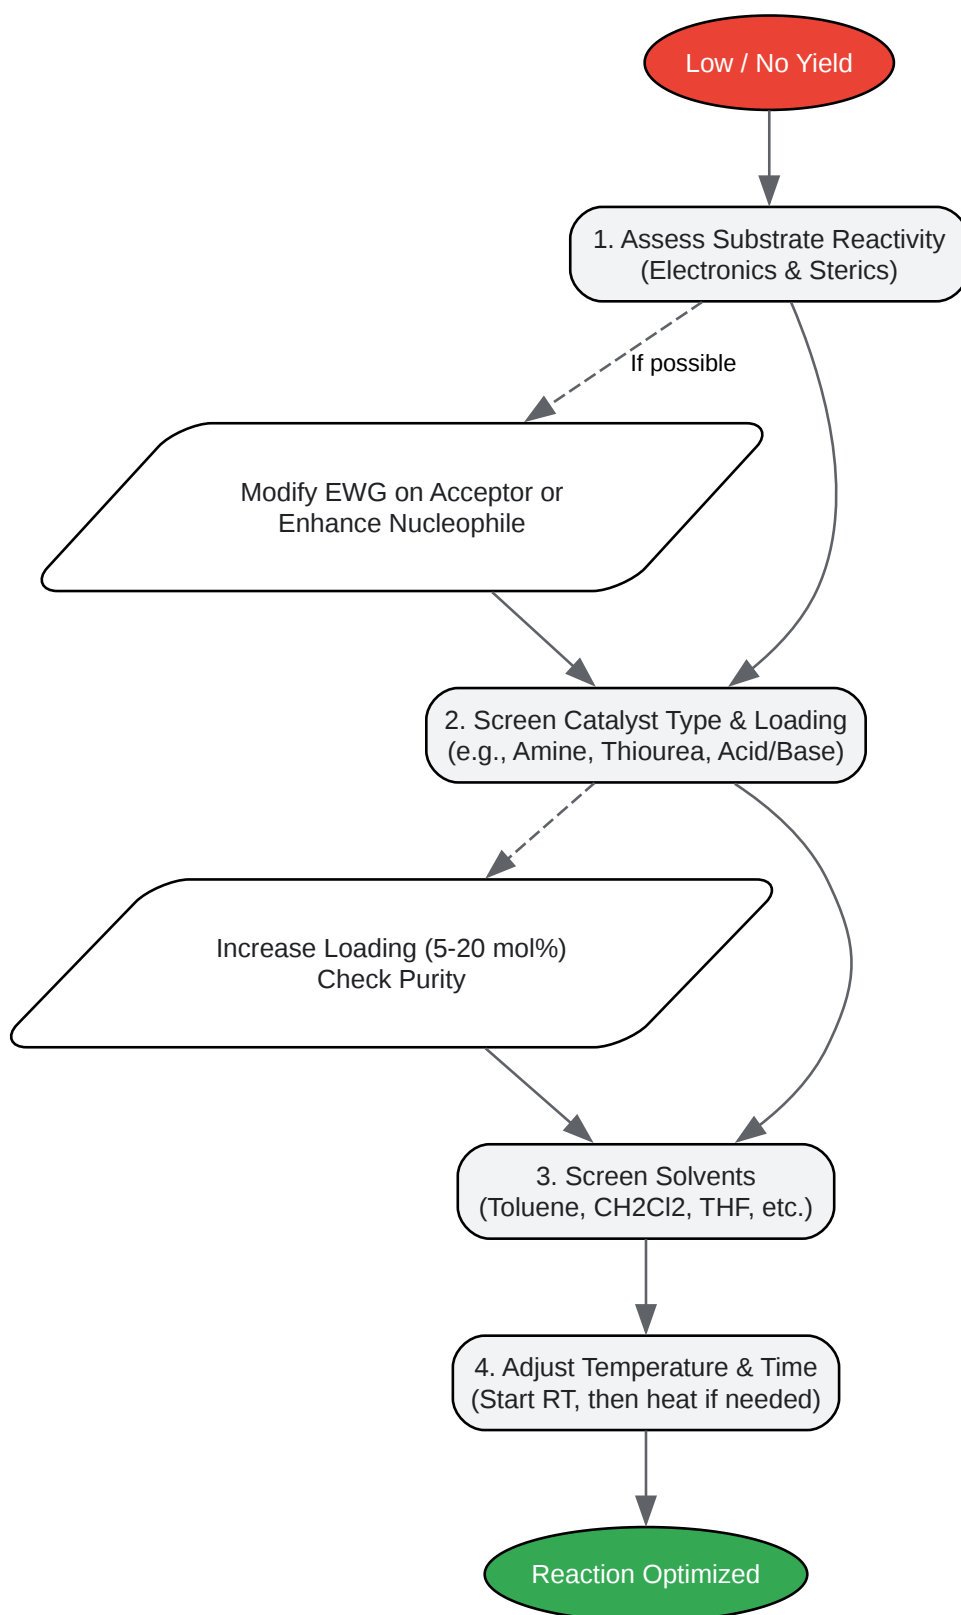 Low / No Yield
1. Assess Substrate Reactivity
(Electronics & Sterics)
If possible
Modify EWG on Acceptor or
Enhance Nucleophile
2. Screen Catalyst Type & Loading
(e.g., Amine, Thiourea, Acid/Base)
Increase Loading (5-20 mol%)
Check Purity
3. Screen Solvents
(Toluene, CH2Cl2, THF, etc.)
4. Adjust Temperature & Time
(Start RT, then heat if needed)
Reaction Optimized